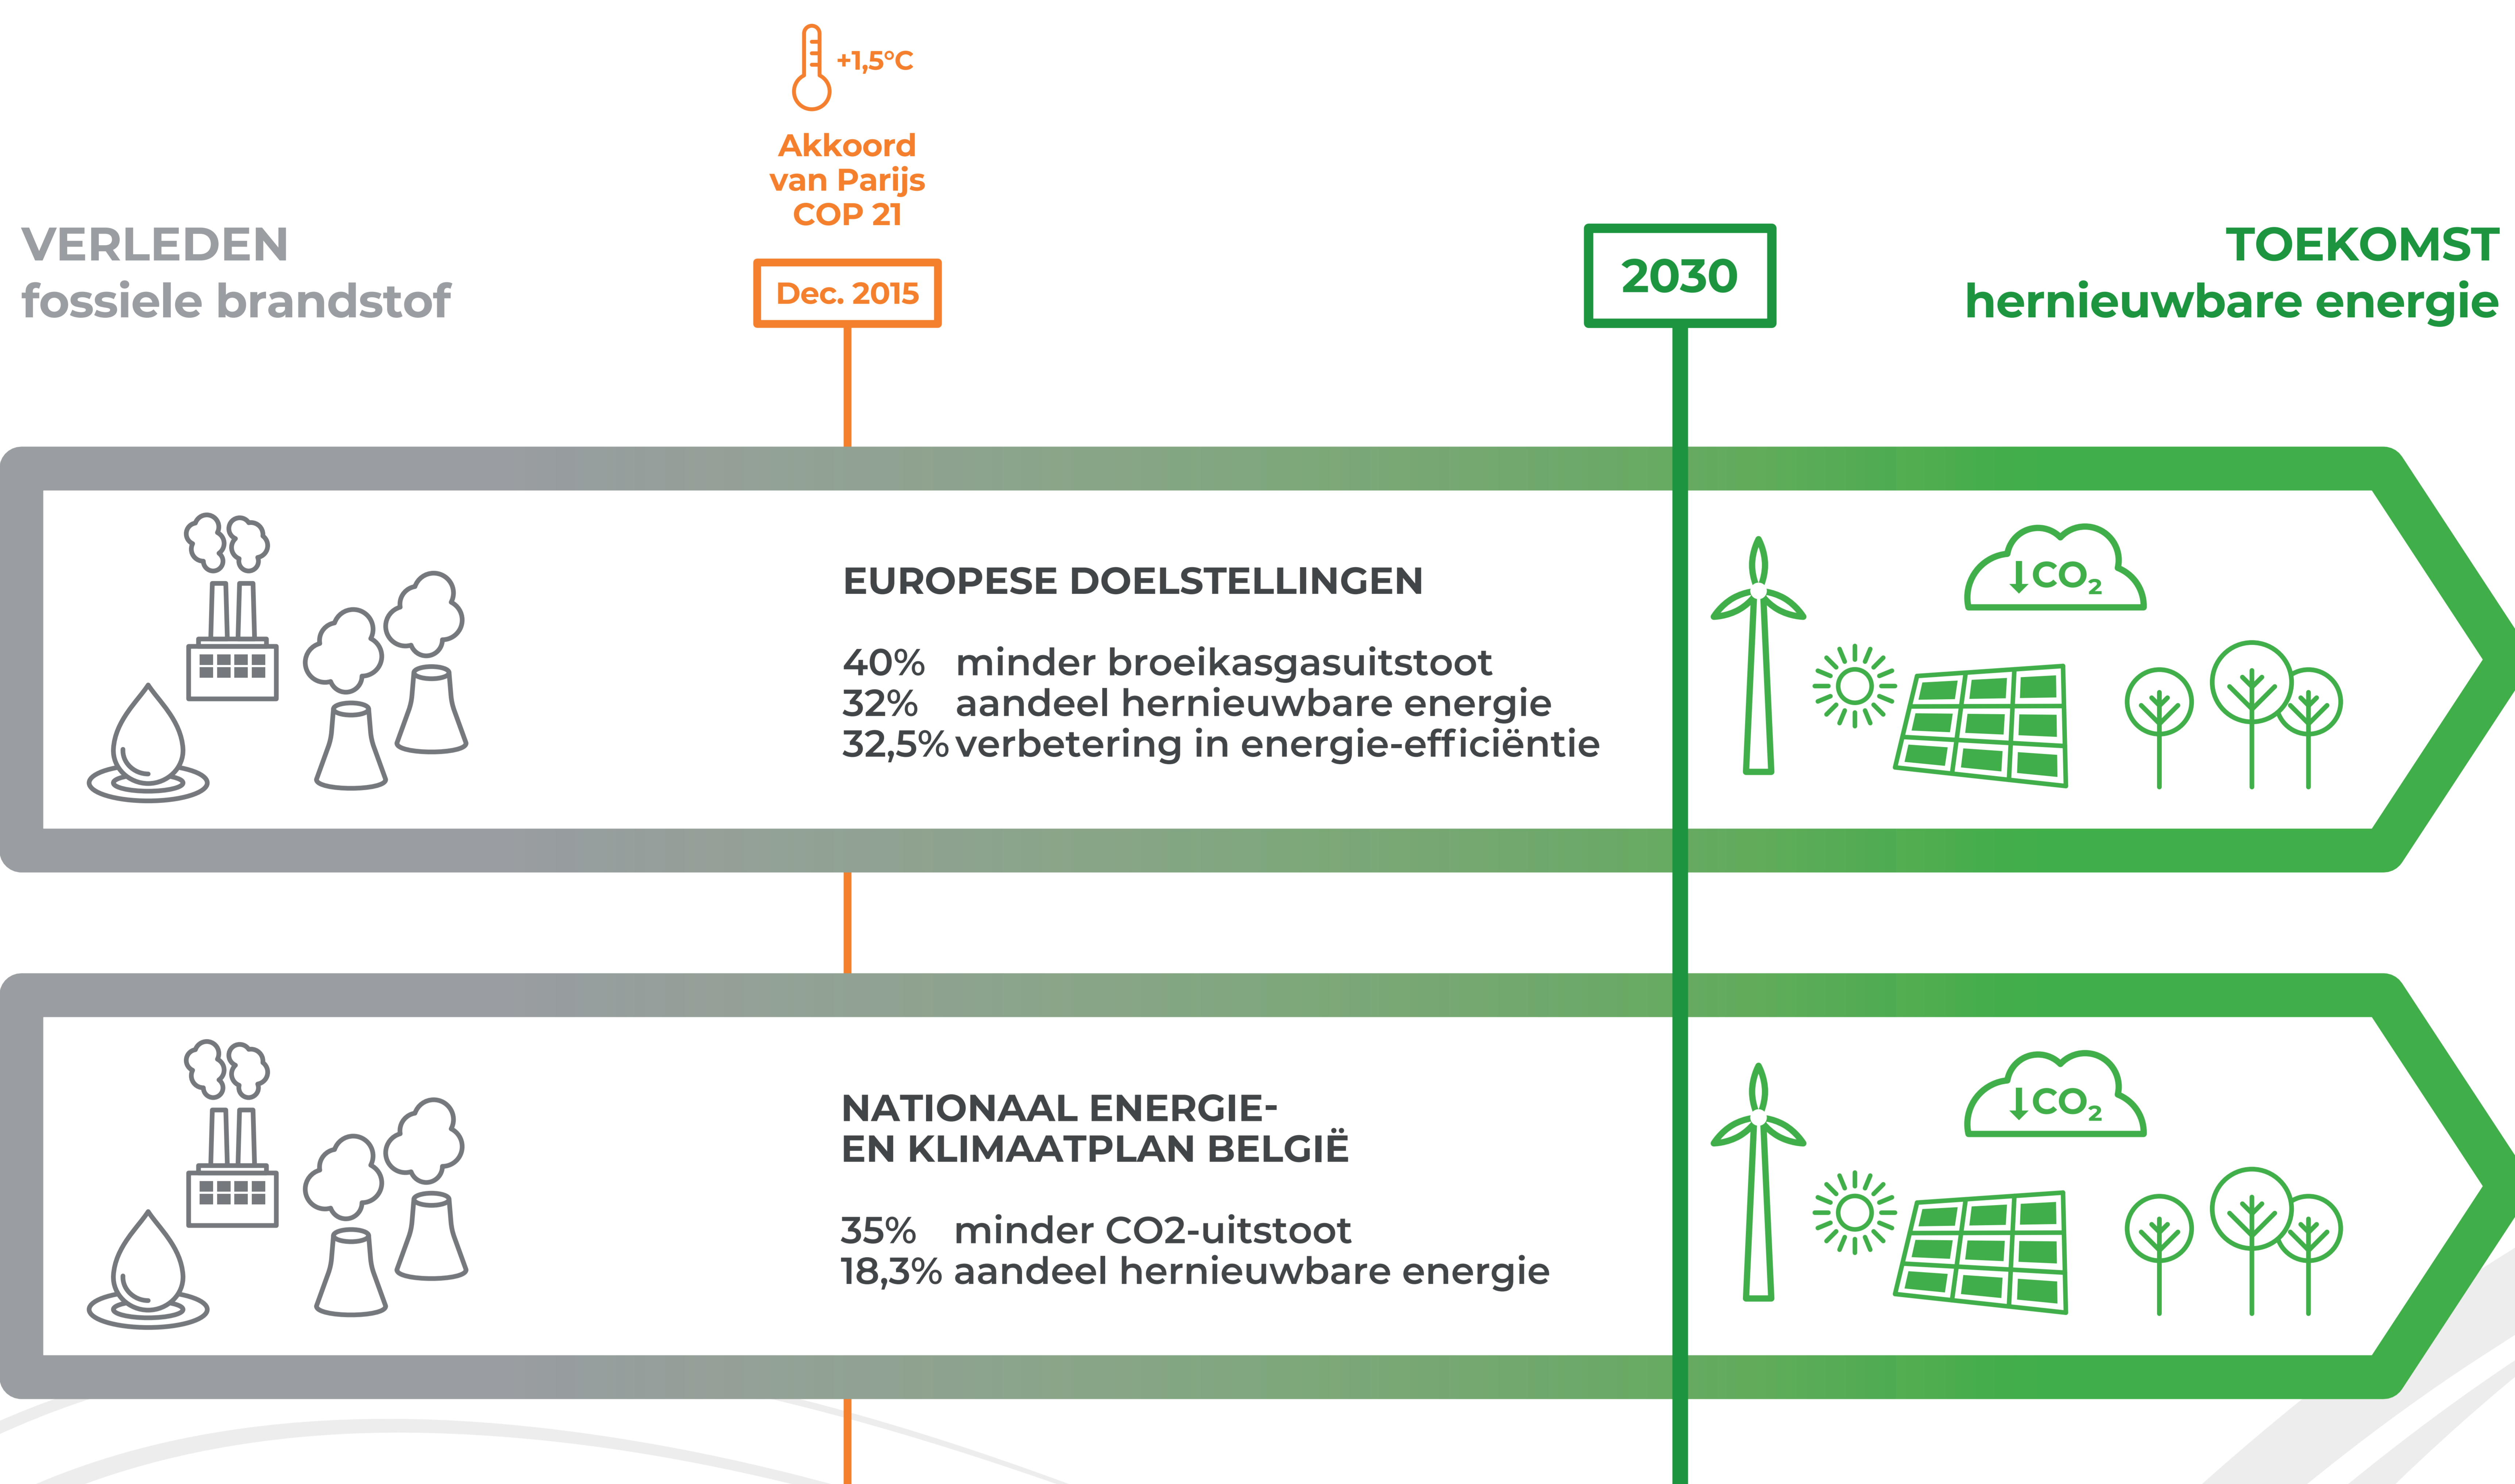 +1,5°C
Akkoord
van Parijs
COP 21
VERLEDEN
fossiele brandstof
Dec. 2015
2030
TOEKOMST
hernieuwbare energie
EUROPESE DOELSTELLINGEN
40% minder broeikasgasuitstoot
32% aandeel hernieuwbare energie
32,5% verbetering in energie-efficiëntie
↓CO₂
NATIONAAL ENERGIE-
EN KLIMAATPLAN BELGIË
35% minder CO2-uitstoot
18,3% aandeel hernieuwbare energie
↓CO₂